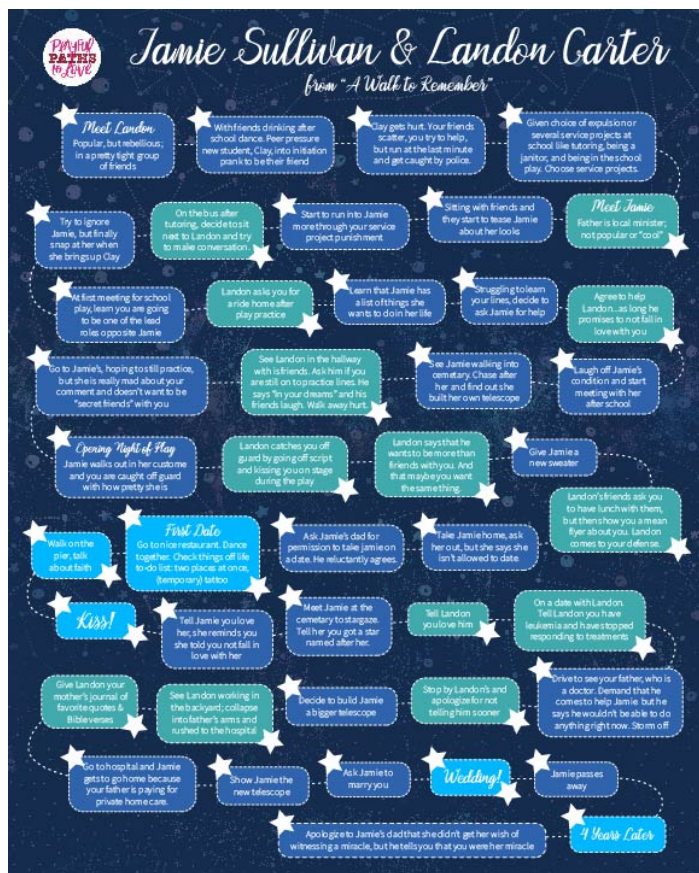 PLAYFUL
PATHS
to Love
Jamie Sullivan & Landon Carter
from "A Walk to Remember"
Meet Landon
Popular, but rebellious;
in a pretty tight group
of friends
With friends drinking after
school dance. Peer pressure
new student, Clay, into initiation
prank to be their friend
Clay gets hurt. Your friends
scatter, you try to help,
but run at the last minute
and get caught by police.
Given choice of expulsion or
several service projects at
school like tutoring, being a
janitor, and being in the school
play. Choose service projects.
Meet Jamie
Father is local minister;
not popular or "cool"
Sitting with friends and
they start to tease Jamie
about her looks
Start to run into Jamie
more through your service
project punishment
On the bus after
tutoring, decide to sit
next to Landon and try
to make conversation.
Try to ignore
Jamie, but finally
snap at her when
she brings up Clay
At first meeting for school
play, learn you are going
to be one of the lead
roles opposite Jamie
Landon asks you for
a ride home after
play practice
Learn that Jamie has
a list of things she
wants to do in her life
Struggling to learn
your lines, decide to
ask Jamie for help
Agree to help
Landon...as long he
promises to not fall in
love with you
Laugh off Jamie's
condition and start
meeting with her
after school
See Jamie walking into
cemetary. Chase after
her and find out she
built her own telescope
See Landon in the hallway
with is friends. Ask him if you
are still on to practice lines. He
says "in your dreams" and his
friends laugh. Walk away hurt.
Go to Jamie's, hoping to still practice,
but she is really mad about your
comment and doesn't want to be
"secret friends" with you
Opening Night of Play
Jamie walks out in her custome
and you are caught off guard
with how pretty she is
Landon catches you off
guard by going off script
and kissing you on stage
during the play
Landon says that he
wants to be more than
friends with you. And
that maybe you want
the same thing.
Give Jamie a
new sweater
Landon's friends ask you
to have lunch with them,
but then show you a mean
flyer about you. Landon
comes to your defense.
Take Jamie home, ask
her out, but she says she
isn't allowed to date
Ask Jamie's dad for
permission to take jamie on
a date. He reluctantly agrees
First Date
Go to nice restaurant. Dance
together. Check things off life
to-do list: two places at once,
(temporary) tattoo
Walk on the
pier, talk
about faith
Kiss!
Tell Jamie you love
her; she reminds you
she told you not fall in
love with her
Meet Jamie at the
cemetary to stargaze.
Tell her you got a star
named after her.
Tell Landon
you love him
On a date with Landon.
Tell Landon you have
leukemia and have stopped
responding to treatments
Drive to see your father, who is
a doctor. Demand that he
comes to help Jamie. but he
says he wouldn't be able to do
anything right now. Storm off
Stop by Landon's and
apologize for not
telling him sooner
Decide to build Jamie
a bigger telescope
See Landon working in
the backyard; collapse
into father's arms and
rushed to the hospital
Give Landon your
mother's journal of
favorite quotes &
Bible verses
Go to hospital and Jamie
gets to go home because
your father is paying for
private home care.
Show Jamie the
new telescope
Ask Jamie to
marry you
Wedding!
Jamie passes
away
4 Years Later
Apologize to Jamie's dad that she didn't get her wish of
witnessing a miracle, but he tells you that you were her miracle